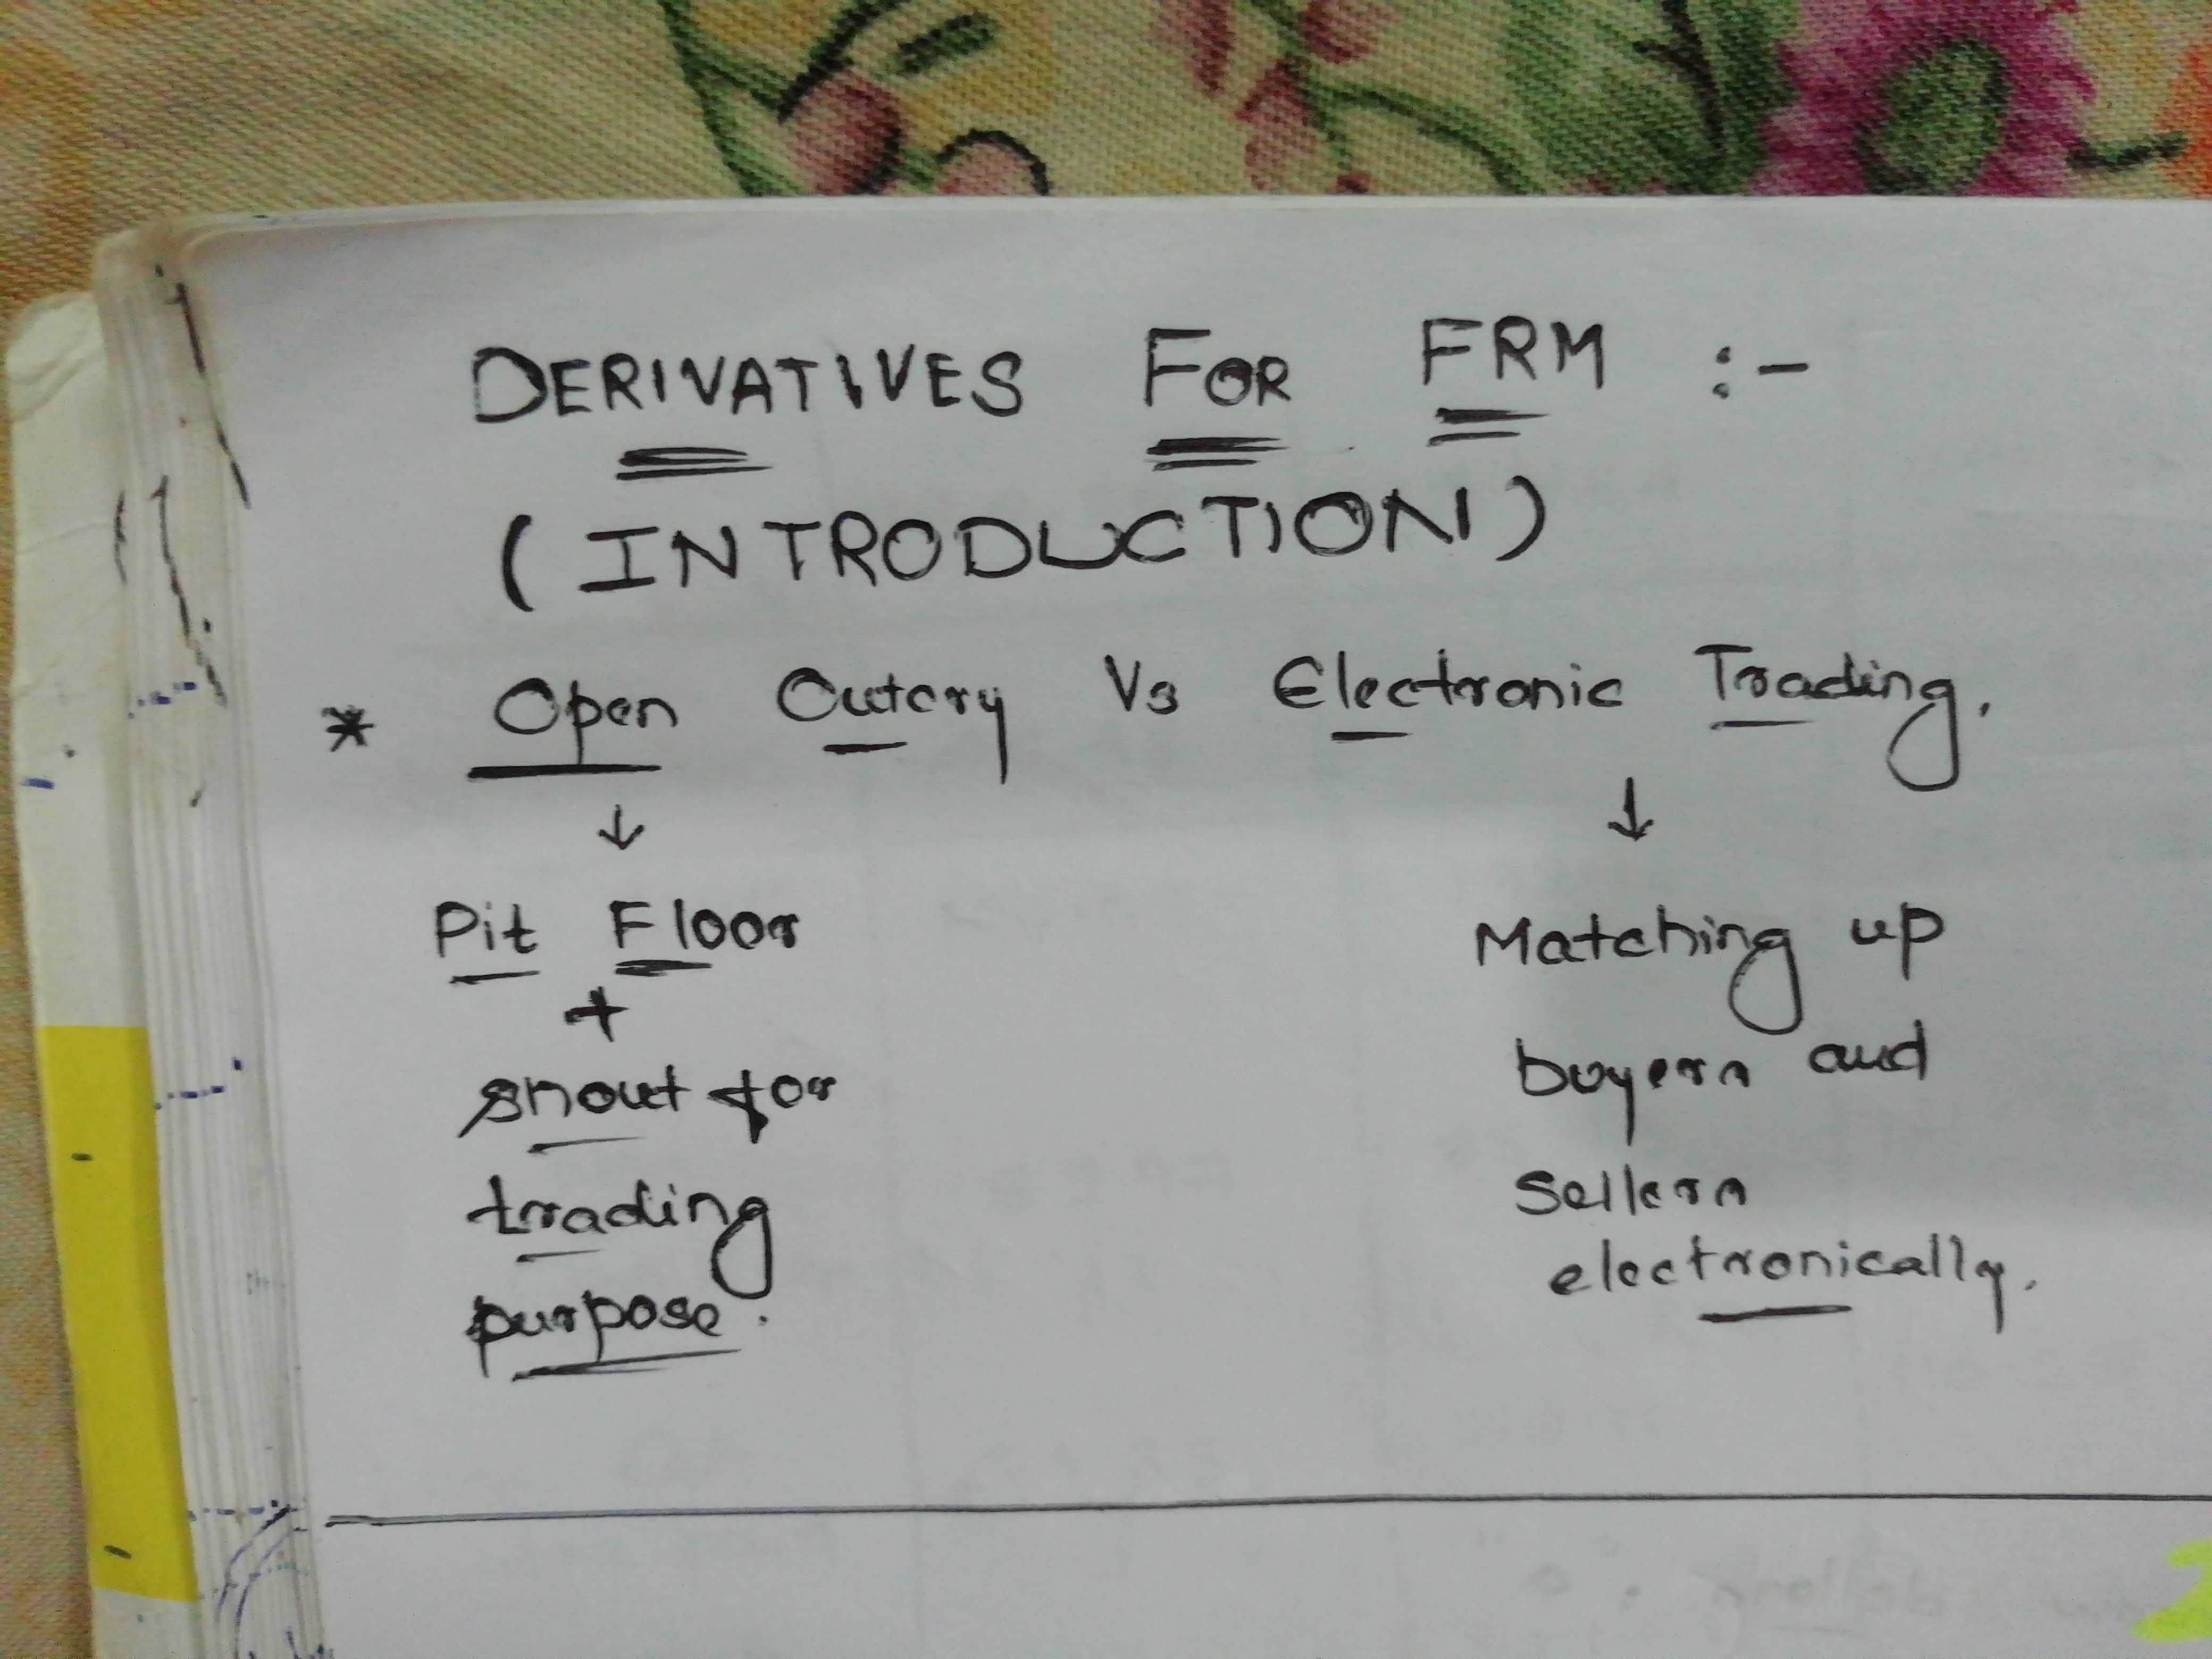 DERIVATIVES FOR FRM :-
(INTRODUCTION)
* Open Outcry Vs Electronic Trading.
↓ ↓
Pit Floor
+
shout for
trading
purpose.
Matching up
buyers and
Sellers
electronically.